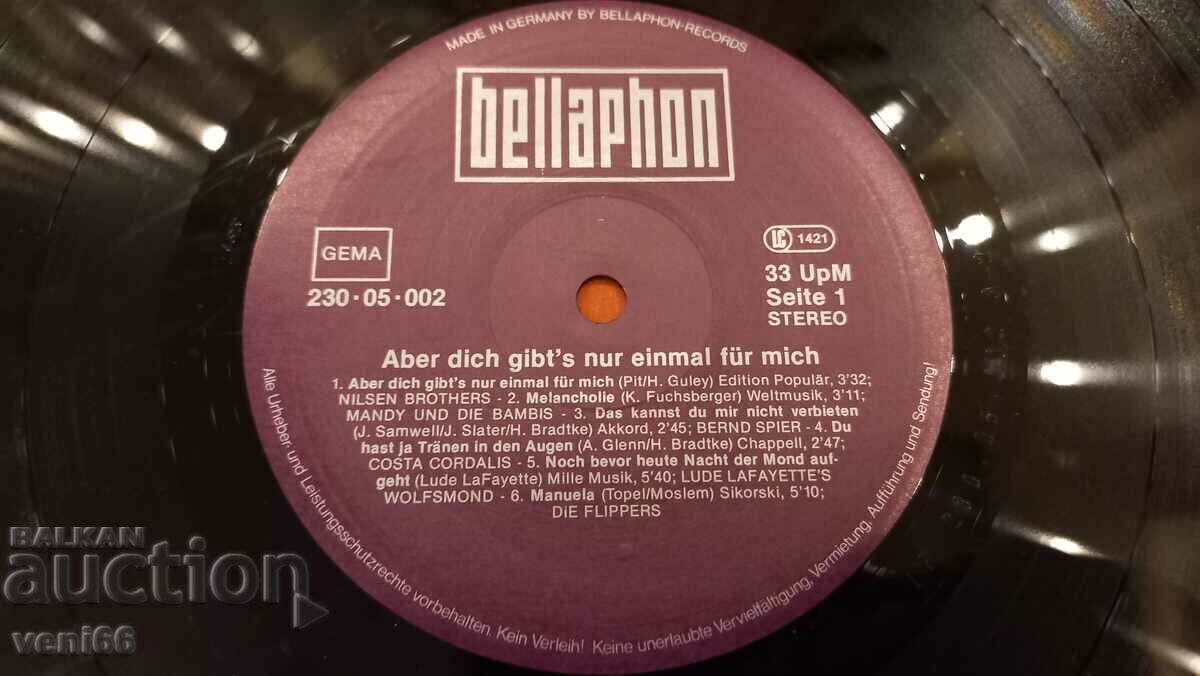 MADE IN GERMANY BY BELLAPHON-RECORDS
bellaphon
GEMA
230·05·002
LC 1421
33 UpM
Seite 1
STEREO
Aber dich gibt's nur einmal für mich
1. Aber dich gibt's nur einmal für mich (Pit/H. Guley) Edition Populär, 3'32;
NILSEN BROTHERS - 2. Melancholie (K. Fuchsberger) Weltmusik, 3'11;
MANDY UND DIE BAMBIS - 3. Das kannst du mir nicht verbieten
(J. Samwell/J. Slater/H. Bradtke) Akkord, 2'45; BERND SPIER - 4. Du
hast ja Tränen in den Augen (A. Glenn/H. Bradtke) Chappell, 2'47;
COSTA CORDALIS - 5. Noch bevor heute Nacht der Mond auf-
geht (Lude LaFayette) Mille Musik, 5'40; LUDE LAFAYETTE'S
WOLFSMOND - 6. Manuela (Topel/Moslem) Sikorski, 5'10;
DiE FLIPPERS
Alle Urheber- und Leistungsschutzrechte vorbehalten. Kein Verleih! Keine unerlaubte Vervielfältigung, Vermietung, Aufführung und Sendung!
BALKAN
auction
veni66